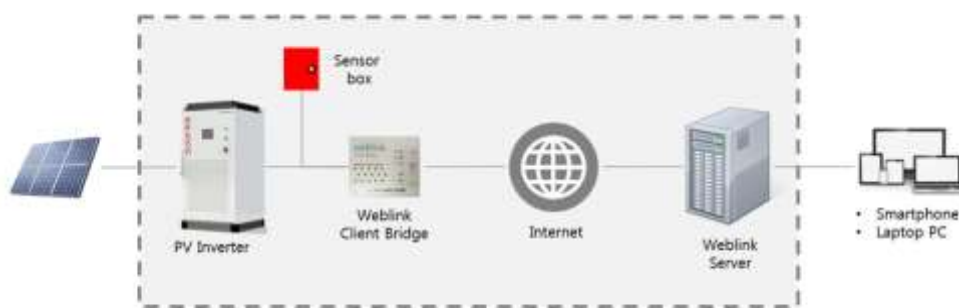 Sensor
box
PV Inverter
Weblink
Client Bridge
Internet
Weblink
Server
• Smartphone
• Laptop PC